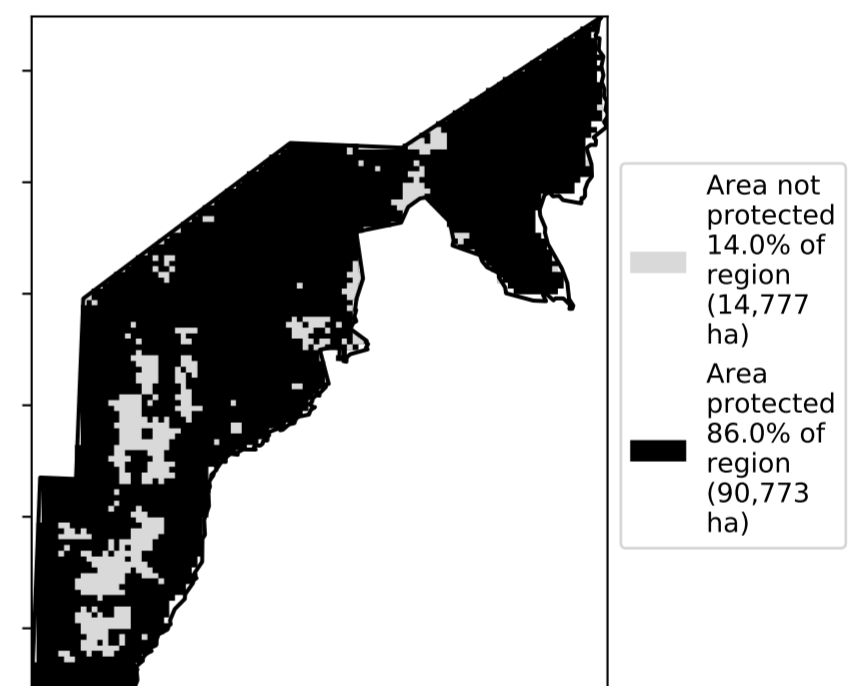 Area not
protected
14.0% of
region
(14,777
ha)
Area
protected
86.0% of
region
(90,773
ha)